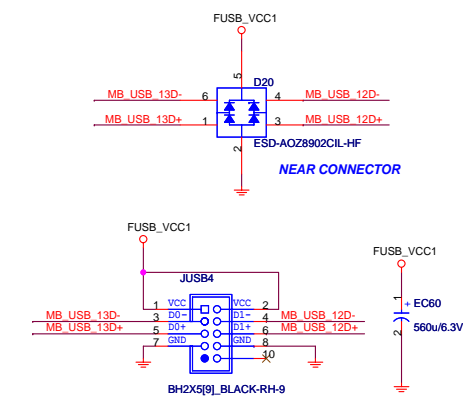 FUSB_VCC1
5
D20
MB_USB_13D- 6 4 MB_USB_12D-
MB_USB_13D+ 1 3 MB_USB_12D+
2
ESD-AOZ8902CIL-HF
NEAR CONNECTOR
FUSB_VCC1
FUSB_VCC1
JUSB4
1 VCC VCC 2
MB_USB_13D- 3 D0- D1- 4 MB_USB_12D-
MB_USB_13D+ 5 D0+ D1+ 6 MB_USB_12D+
7 GND GND 8
10
BH2X5[9]_BLACK-RH-9
1
+ EC60
560u/6.3V
2